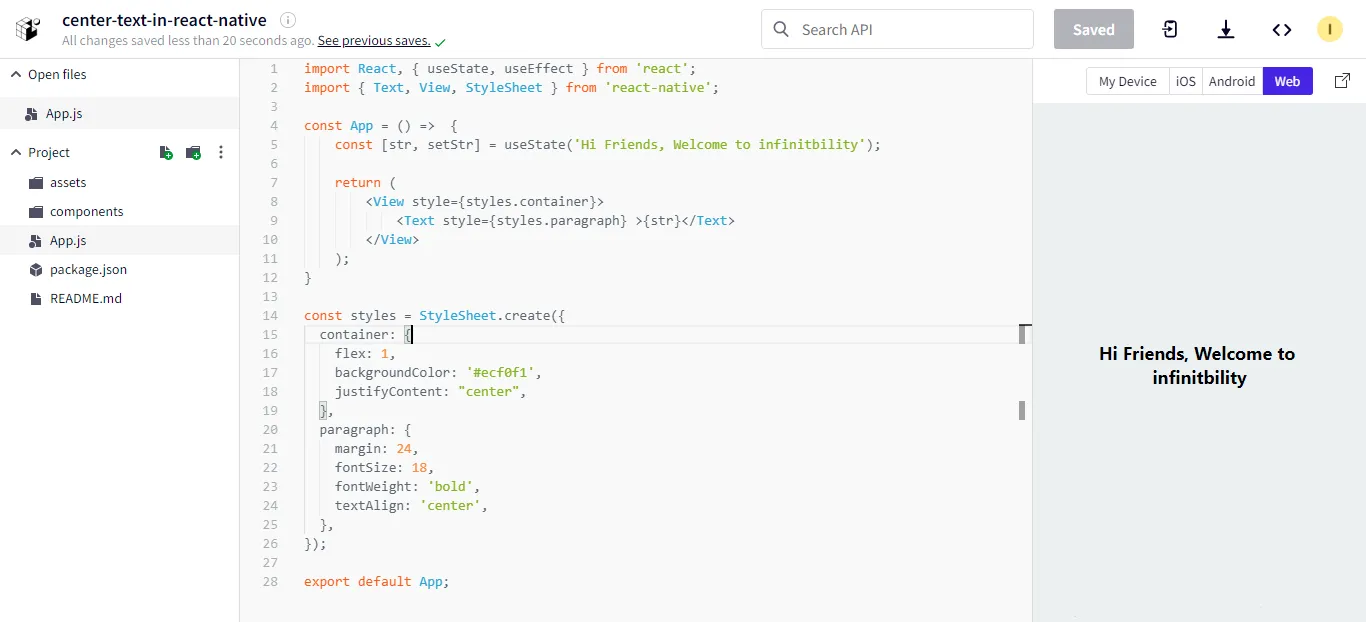 center-text-in-react-native
All changes saved less than 20 seconds ago. See previous saves.
Search API
Saved
I
Open files
App.js
Project
assets
components
App.js
package.json
README.md
1 import React, { useState, useEffect } from 'react';
2 import { Text, View, StyleSheet } from 'react-native';
3
4 const App = () => {
5 const [str, setStr] = useState('Hi Friends, Welcome to infinitbility');
6
7 return (
8 <View style={styles.container}>
9 <Text style={styles.paragraph} >{str}</Text>
10 </View>
11 );
12 }
13
14 const styles = StyleSheet.create({
15 container: {
16 flex: 1,
17 backgroundColor: '#ecf0f1',
18 justifyContent: "center",
19 },
20 paragraph: {
21 margin: 24,
22 fontSize: 18,
23 fontWeight: 'bold',
24 textAlign: 'center',
25 },
26 });
27
28 export default App;
My Device iOS Android Web
Hi Friends, Welcome to
infinitbility